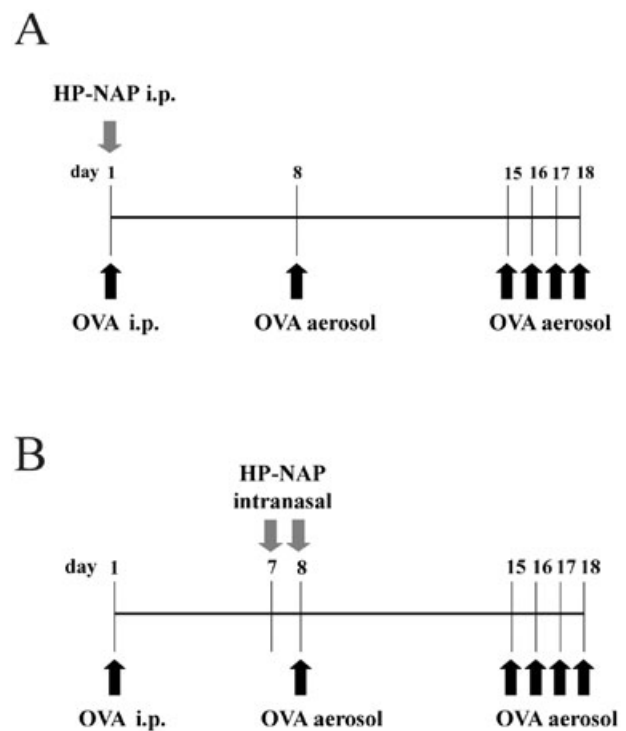 A
HP-NAP i.p.
day 1 8 15 16 17 18
OVA i.p. OVA aerosol OVA aerosol
B
HP-NAP
intranasal
day 1 7 8 15 16 17 18
OVA i.p. OVA aerosol OVA aerosol